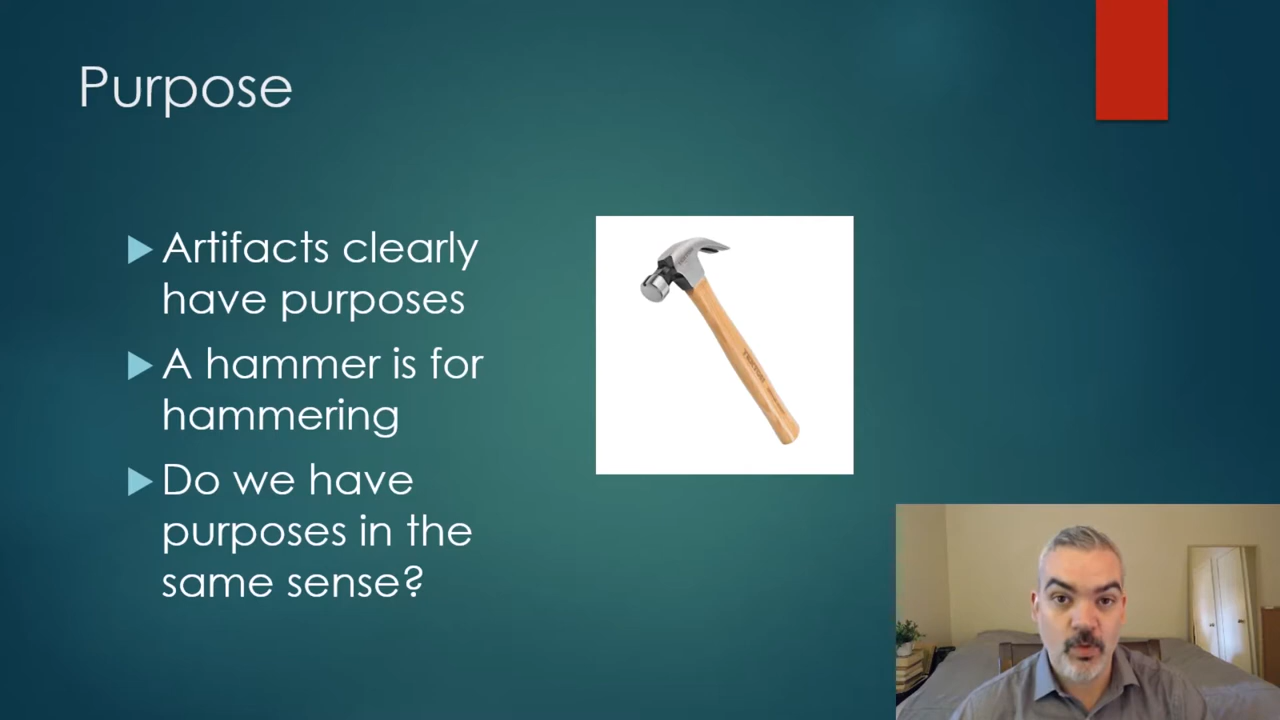 Purpose
Artifacts clearly
have purposes
A hammer is for
hammering
Do we have
purposes in the
same sense?